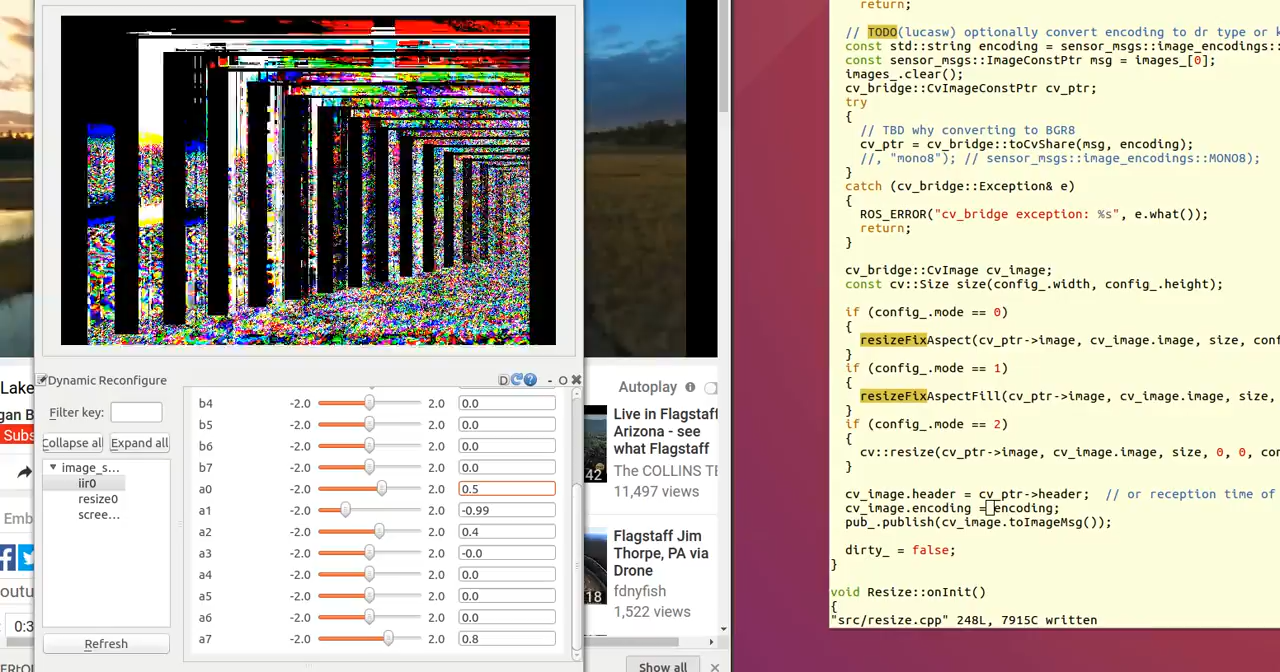 Dynamic Reconfigure
D
- O
Filter key:
Collapse all
Expand all
image_s...
iir0
resize0
scree...
Refresh
b4 -2.0 2.0 0.0
b5 -2.0 2.0 0.0
b6 -2.0 2.0 0.0
b7 -2.0 2.0 0.0
a0 -2.0 2.0 0.5
a1 -2.0 2.0 -0.99
a2 -2.0 2.0 0.4
a3 -2.0 2.0 -0.0
a4 -2.0 2.0 0.0
a5 -2.0 2.0 0.0
a6 -2.0 2.0 0.0
a7 -2.0 2.0 0.8
Lake
gan B
Subs
Emb
outu
0:3
Autoplay
42
Live in Flagstaff
Arizona - see
what Flagstaff
The COLLINS TE
11,497 views
18
Flagstaff Jim
Thorpe, PA via
Doane
fdnyfish
1,522 views
Show all
return;
// TODO(lucasw) optionally convert encoding to dr type or k
const std::string encoding = sensor_msgs::image_encodings::
const sensor_msgs::ImageConstPtr msg = images_[0];
images_.clear();
cv_bridge::CvImageConstPtr cv_ptr;
try
{
// TBD why converting to BGR8
cv_ptr = cv_bridge::toCvShare(msg, encoding);
//, "mono8"); // sensor_msgs::image_encodings::MONO8);
}
catch (cv_bridge::Exception& e)
{
ROS_ERROR("cv_bridge exception: %s", e.what());
return;
}
cv_bridge::CvImage cv_image;
const cv::Size size(config_.width, config_.height);
if (config_.mode == 0)
{
resizeFixAspect(cv_ptr->image, cv_image.image, size, conf
}
if (config_.mode == 1)
{
resizeFixAspectFill(cv_ptr->image, cv_image.image, size,
}
if (config_.mode == 2)
{
cv::resize(cv_ptr->image, cv_image.image, size, 0, 0, con
}
cv_image.header = cv_ptr->header;  // or reception time of
cv_image.encoding = encoding;
pub_.publish(cv_image.toImageMsg());
dirty_ = false;
}
void Resize::onInit()
{
"src/resize.cpp" 248L, 7915C written